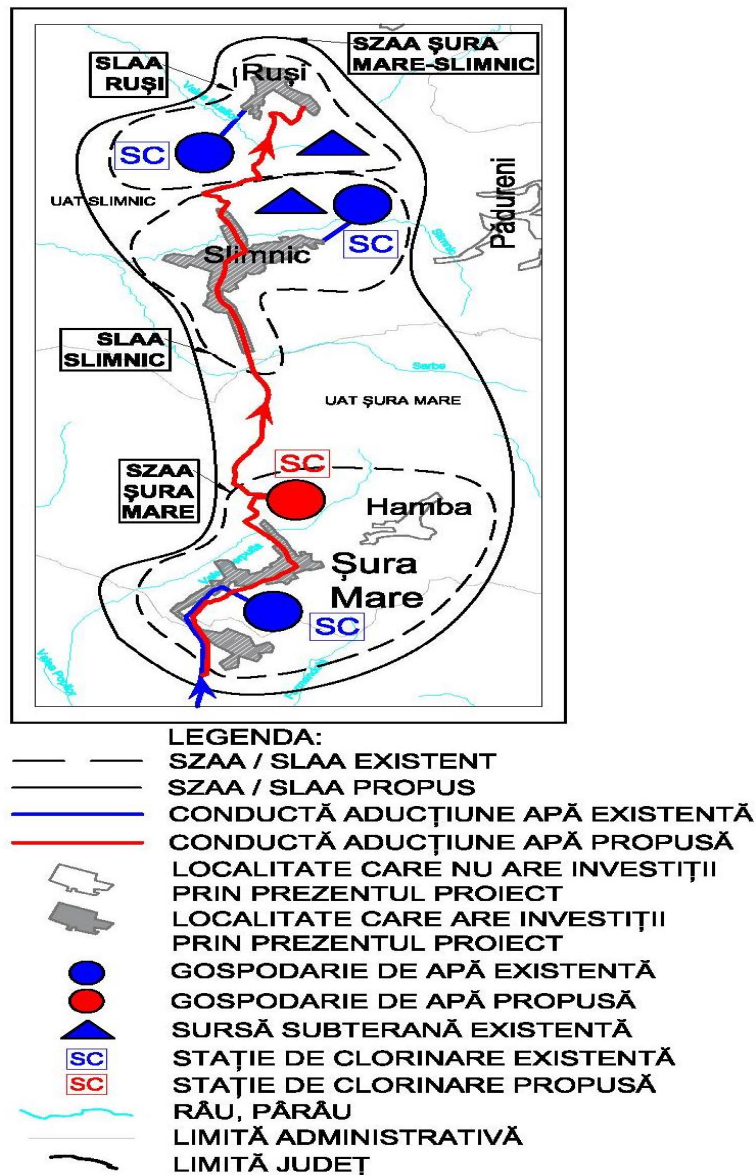 SZAA ȘURA
MARE-SLIMNIC
SLAA
RUȘI
Ruși
SC
UAT SLIMNIC
Pădureni
Slimnic
SC
Slimnic
SLAA
SLIMNIC
Serbe
UAT ȘURA MARE
SC
SZAA
ȘURA
MARE
Hamba
Șura
Mare
SC
LEGENDA:
SZAA / SLAA EXISTENT
SZAA / SLAA PROPUS
CONDUCTĂ ADUCȚIUNE APĂ EXISTENTĂ
CONDUCTĂ ADUCȚIUNE APĂ PROPUSĂ
LOCALITATE CARE NU ARE INVESTIȚII
PRIN PREZENTUL PROIECT
LOCALITATE CARE ARE INVESTIȚII
PRIN PREZENTUL PROIECT
GOSPODARIE DE APĂ EXISTENTĂ
GOSPODARIE DE APĂ PROPUSĂ
SURSĂ SUBTERANĂ EXISTENTĂ
SC STAȚIE DE CLORINARE EXISTENTĂ
SC STAȚIE DE CLORINARE PROPUSĂ
RÂU, PÂRÂU
LIMITĂ ADMINISTRATIVĂ
LIMITĂ JUDEȚ